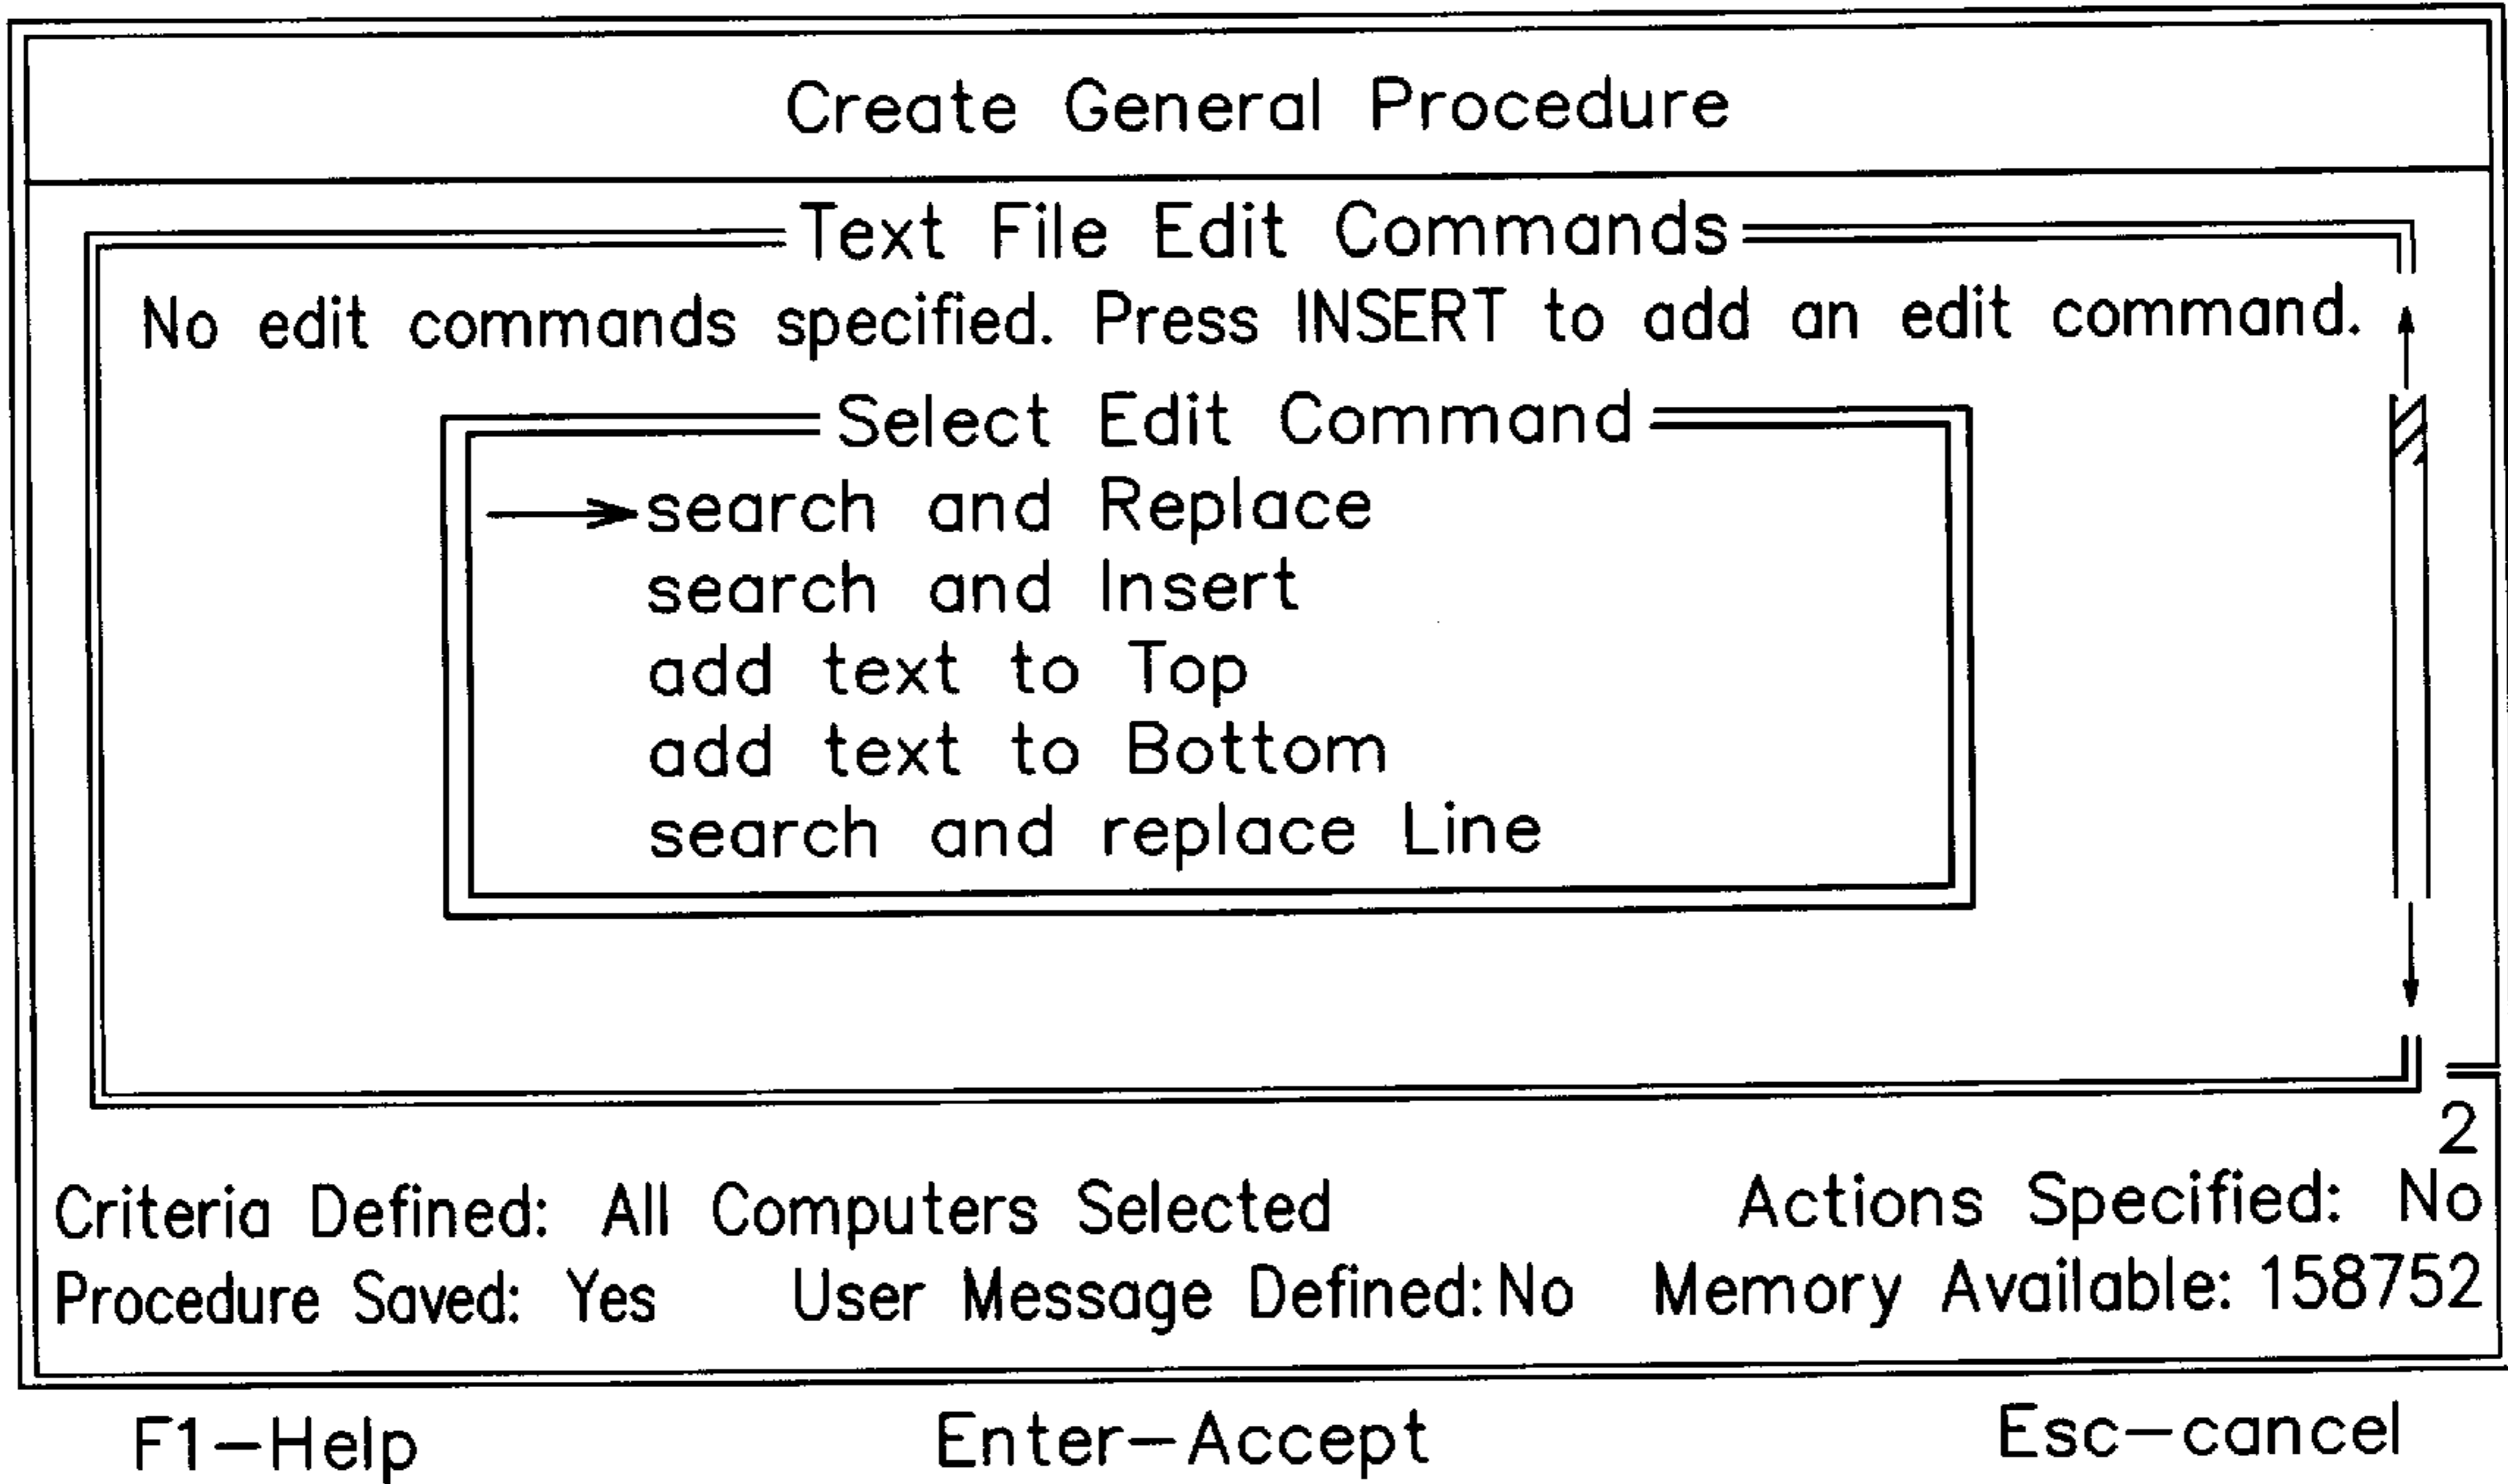 Create General Procedure
Text File Edit Commands
No edit commands specified. Press INSERT to add an edit command.
Select Edit Command
search and Replace
search and Insert
add text to Top
add text to Bottom
search and replace Line
2
Criteria Defined: All Computers Selected Actions Specified: No
Procedure Saved: Yes User Message Defined: No Memory Available: 158752
F1-Help Enter-Accept Esc-cancel